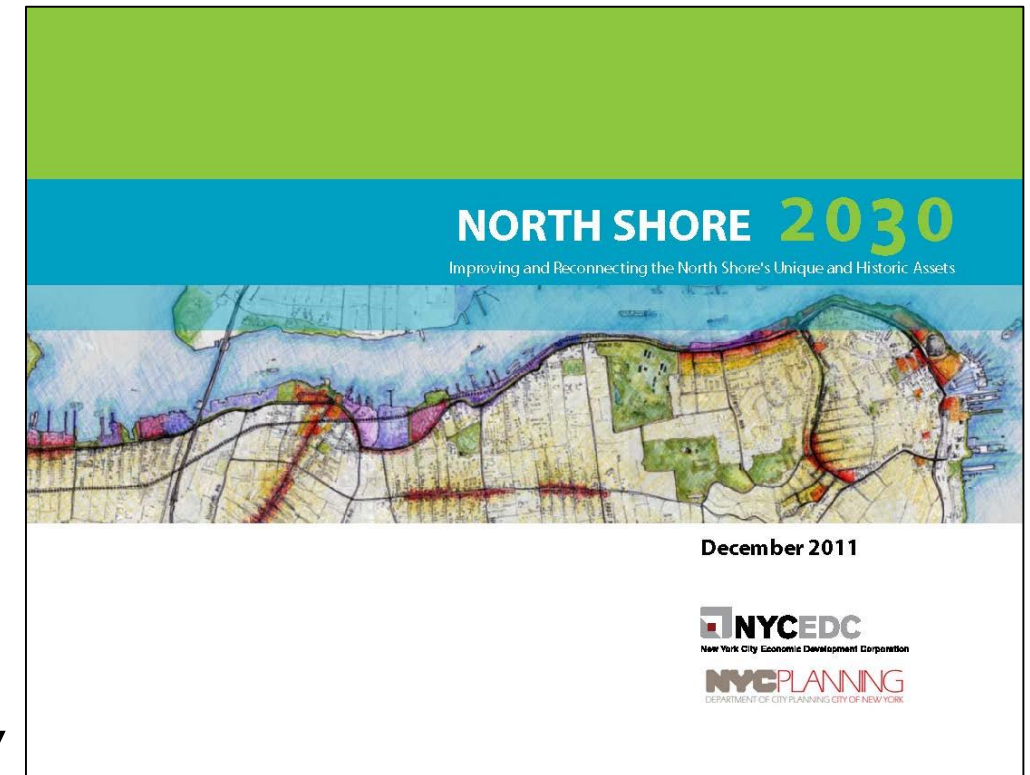 NORTH SHORE 2030
Improving and Reconnecting the North Shore's Unique and Historic Assets
December 2011
NYCEDC
New York City Economic Development Corporation
NYCPLANNING
DEPARTMENT OF CITY PLANNING CITY OF NEW YORK